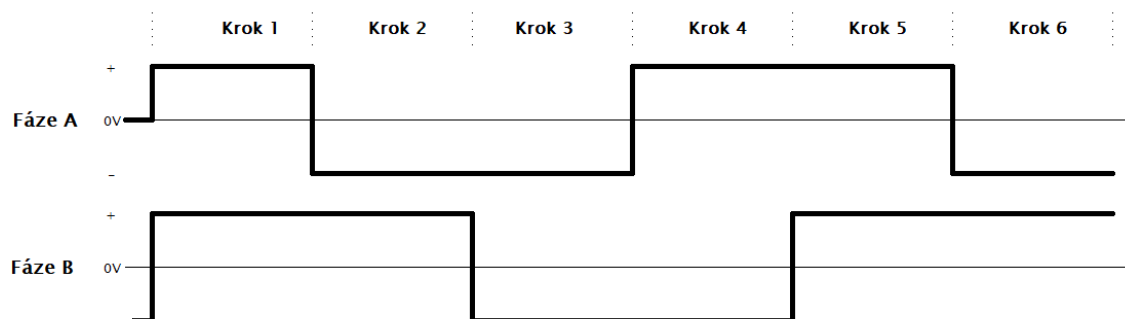 Krok 1 Krok 2 Krok 3 Krok 4 Krok 5 Krok 6
+
Fáze A 0V
-
+
Fáze B 0V